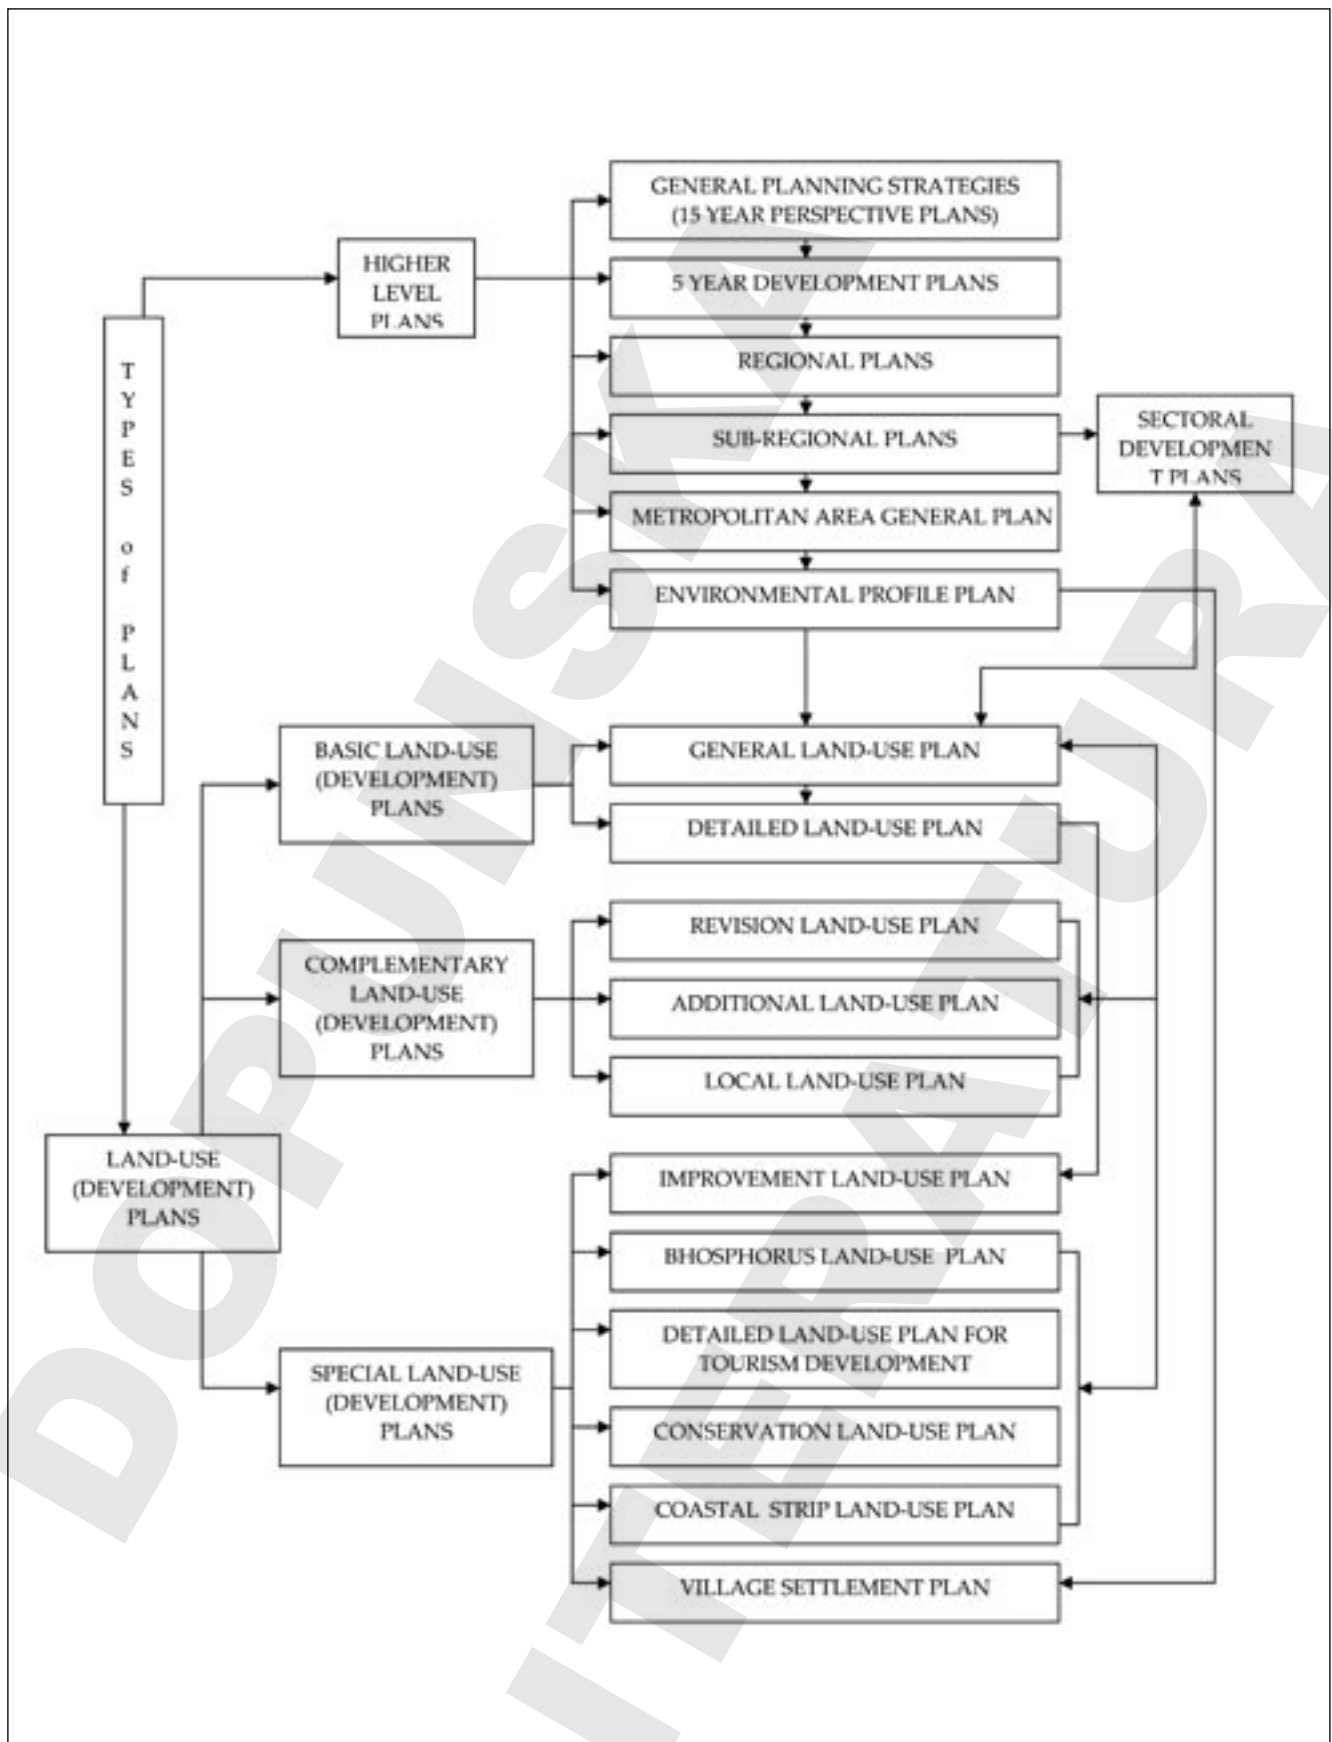 GENERAL PLANNING STRATEGIES
(15 YEAR PERSPECTIVE PLANS)
HIGHER
LEVEL
PLANS
5 YEAR DEVELOPMENT PLANS
REGIONAL PLANS
SUB-REGIONAL PLANS
SECTORAL
DEVELOPMEN
T PLANS
METROPOLITAN AREA GENERAL PLAN
ENVIRONMENTAL PROFILE PLAN
TYPES of PLANS
BASIC LAND-USE
(DEVELOPMENT)
PLANS
GENERAL LAND-USE PLAN
DETAILED LAND-USE PLAN
COMPLEMENTARY
LAND-USE
(DEVELOPMENT)
PLANS
REVISION LAND-USE PLAN
ADDITIONAL LAND-USE PLAN
LOCAL LAND-USE PLAN
LAND-USE
(DEVELOPMENT)
PLANS
IMPROVEMENT LAND-USE PLAN
BHOSPHORUS LAND-USE PLAN
DETAILED LAND-USE PLAN FOR
TOURISM DEVELOPMENT
SPECIAL LAND-USE
(DEVELOPMENT)
PLANS
CONSERVATION LAND-USE PLAN
COASTAL STRIP LAND-USE PLAN
VILLAGE SETTLEMENT PLAN
DOPUNSKA
ITERATURA